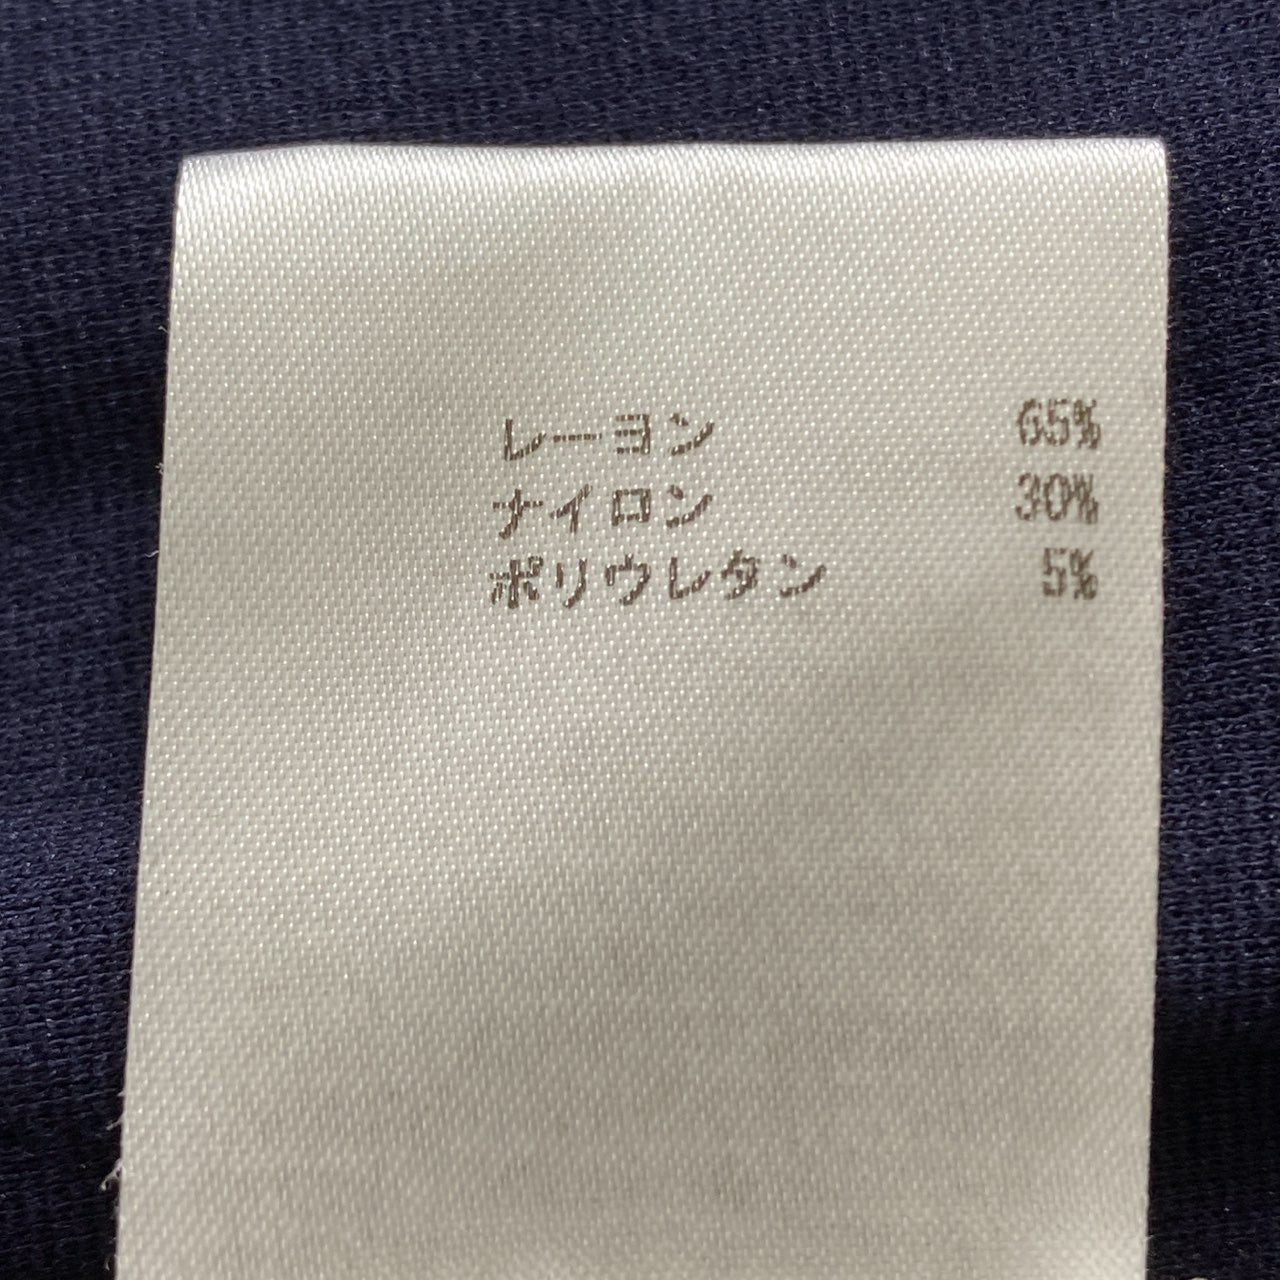 レーヨン 65%
ナイロン 30%
ポリウレタン 5%